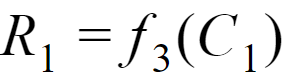 R₁ = f₃(C₁)